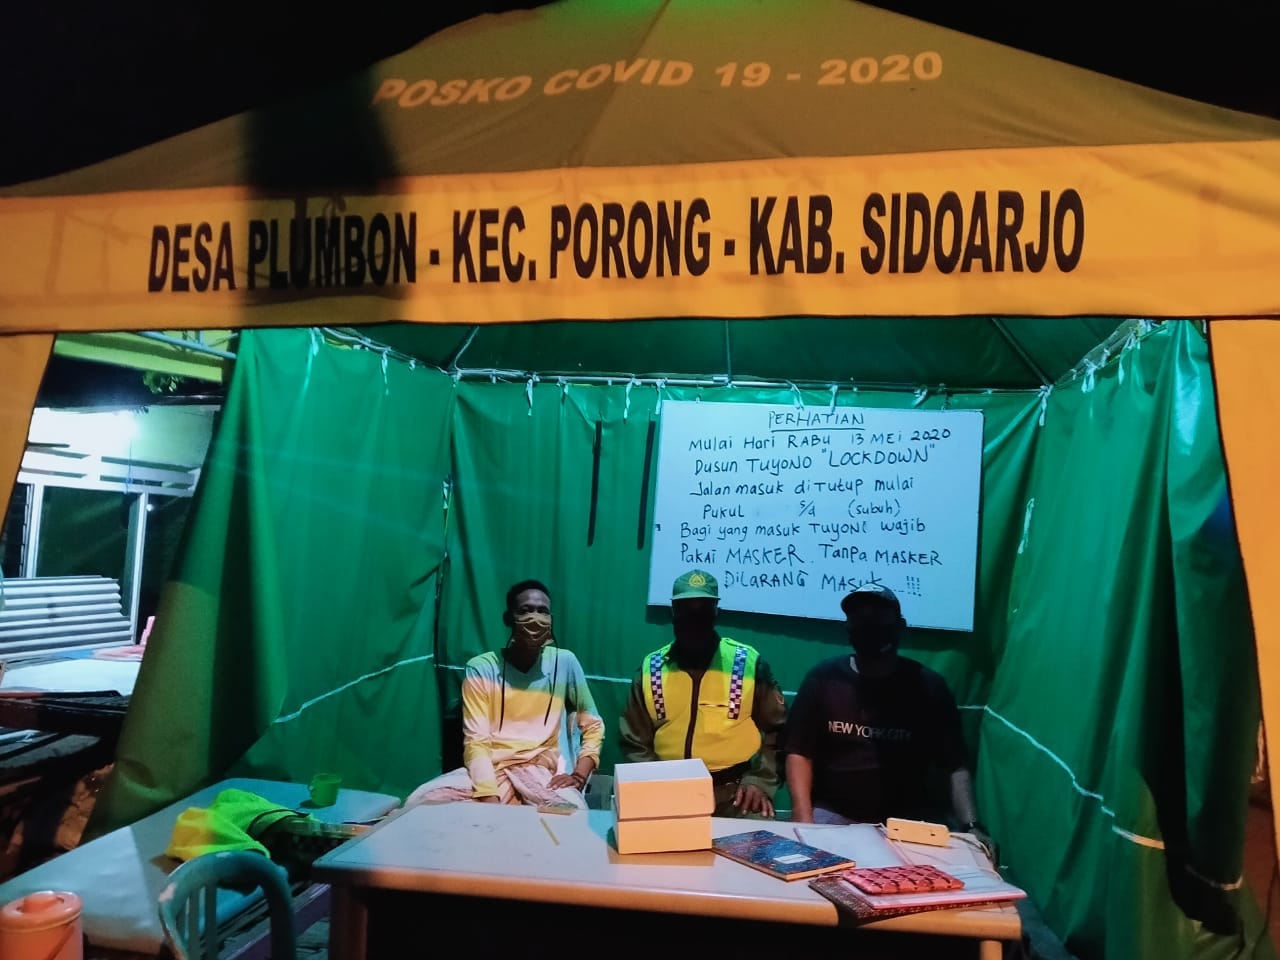 POSKO COVID 19 - 2020
DESA PLUMBON - KEC. PORONG - KAB. SIDOARJO
PERHATIAN
Mulai Hari RABU 13 MEI 2020
Dusun TUYONO "LOCKDOWN"
Jalan masuk diTutup mulai
Pukul s/d (subuh)
Bagi yang masuk TUYONO wajib
Pakai MASKER. Tanpa MASKER
DILARANG MASUK...!!!
NEW YORK CITY